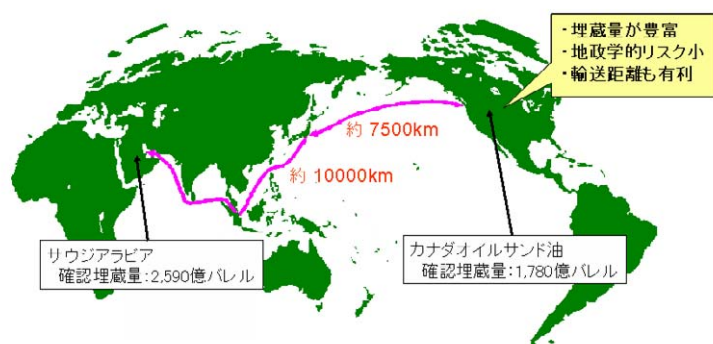 ・埋蔵量が豊富
・地政学的リスク小
・輸送距離も有利
約 7500km
約 10000km
サウジアラビア
確認埋蔵量:2,590億バレル
カナダ・オイルサンド油
確認埋蔵量:1,780億バレル